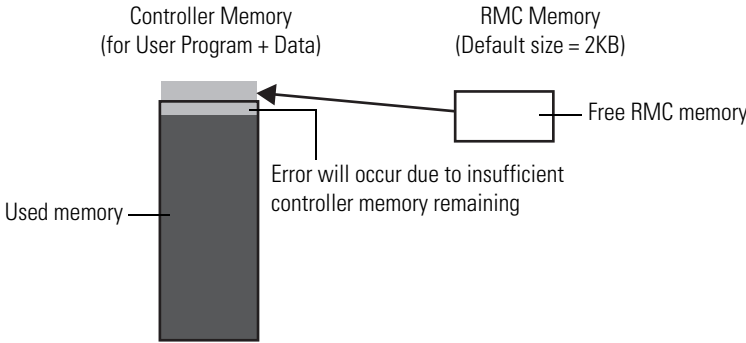 Controller Memory
(for User Program + Data)
RMC Memory
(Default size = 2KB)
Free RMC memory
Error will occur due to insufficient
controller memory remaining
Used memory